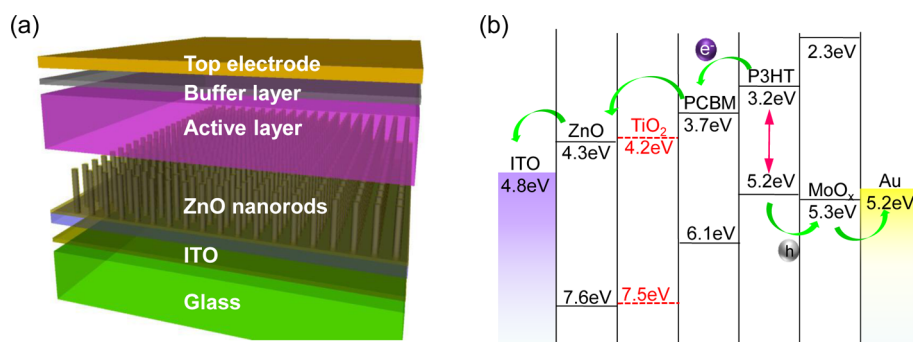 (a)
Top electrode
Buffer layer
Active layer
ZnO nanorods
ITO
Glass
(b)
e⁻
2.3eV
P3HT
3.2eV
PCBM
3.7eV
TiO₂
4.2eV
ZnO
4.3eV
ITO
4.8eV
5.2eV
MoOₓ
5.3eV
Au
5.2eV
6.1eV
h
7.6eV
7.5eV